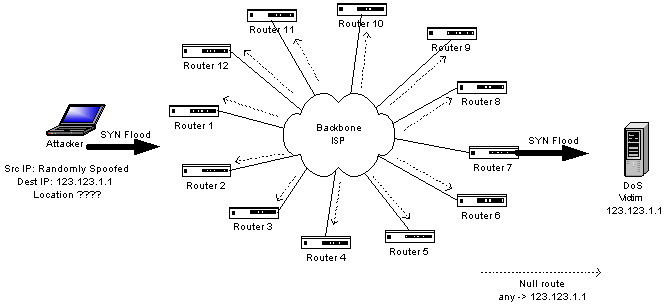 Router 11
Router 10
Router 9
Router 12
Router 8
Attacker
SYN Flood
Router 1
Backbone
ISP
SYN Flood
Router 7
Src IP: Randomly Spoofed
Dest IP: 123.123.1.1
Location ????
Router 2
DoS
Victim
123.123.1.1
Router 6
Router 3
Router 4
Router 5
Null route
any -> 123.123.1.1